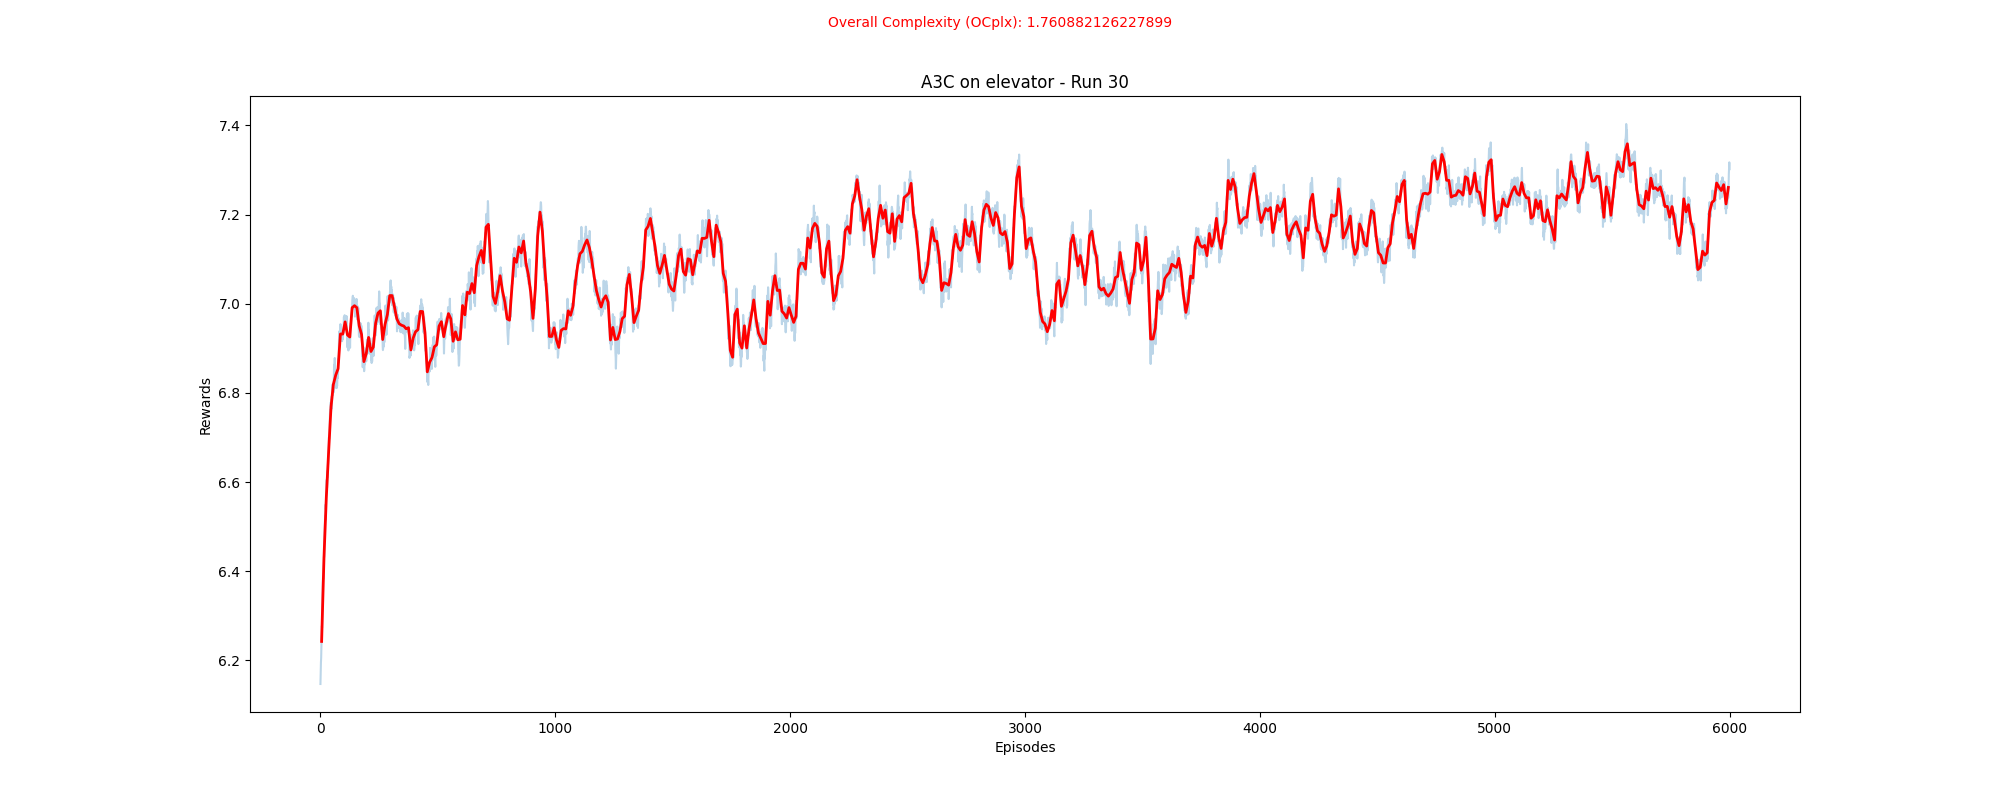 Overall Complexity (OCplx): 1.760882126227899
A3C on elevator - Run 30
7.4
7.2
7.0
6.8
6.6
6.4
6.2
Rewards
0 1000 2000 3000 4000 5000 6000
Episodes